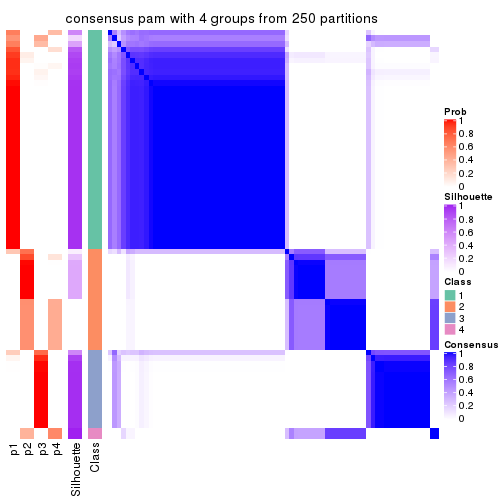 consensus pam with 4 groups from 250 partitions
Prob
1
0.8
0.6
0.4
0.2
0
Silhouette
1
0.8
0.6
0.4
0.2
0
Class
1
2
3
4
Consensus
1
0.8
0.6
0.4
0.2
0
p1
p2
p3
p4
Silhouette
Class